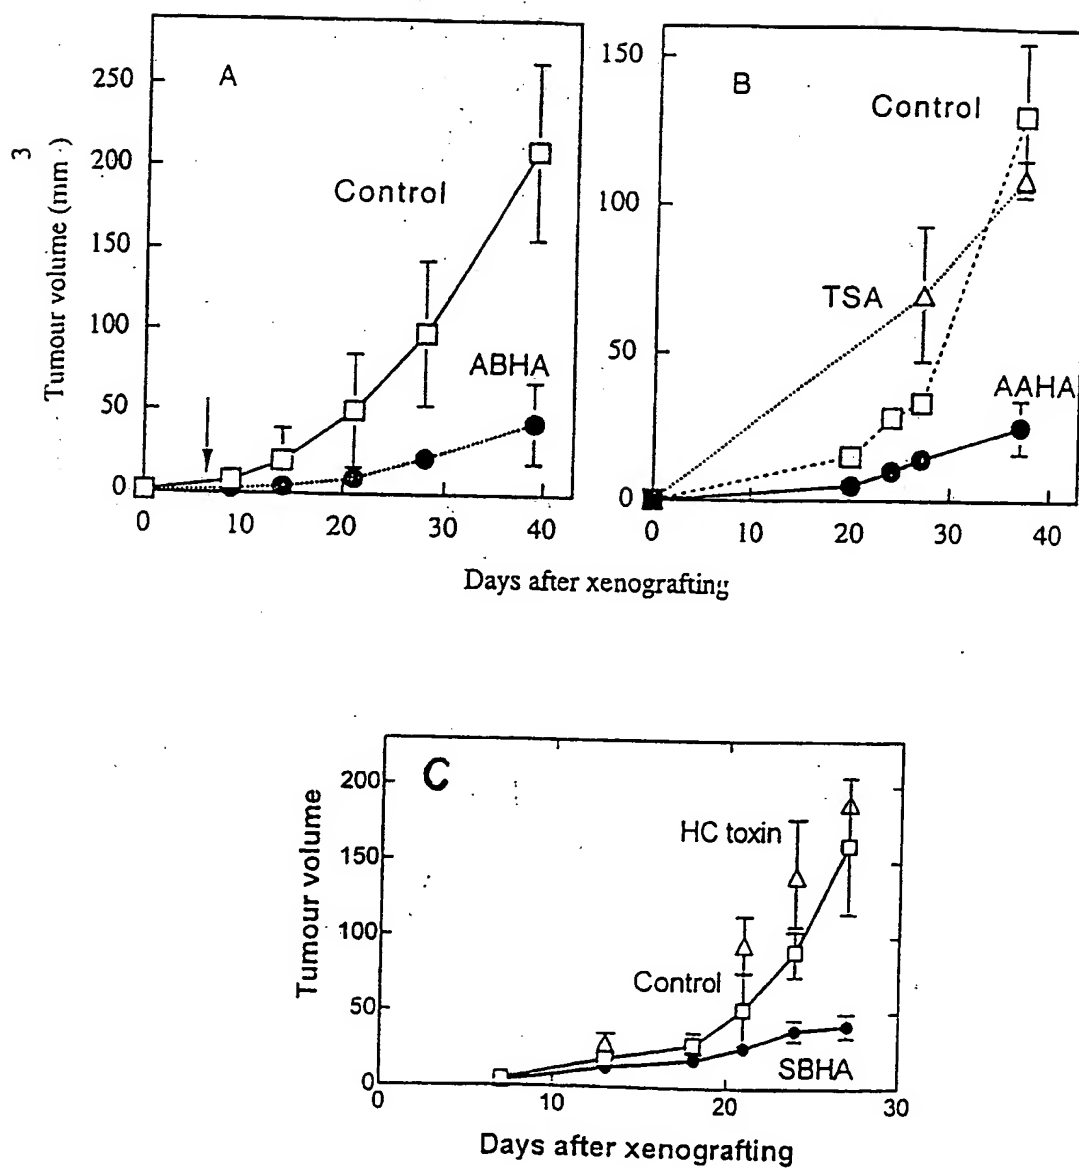 A
250
200
150
100
50
0
Control
ABHA
Tumour volume (mm ·)
3
0 10 20 30 40
B
150
100
50
0
Control
TSA
AAHA
0 10 20 30 40
Days after xenografting
C
200
150
100
50
0
HC toxin
Control
SBHA
Tumour volume
0 10 20 30
Days after xenografting